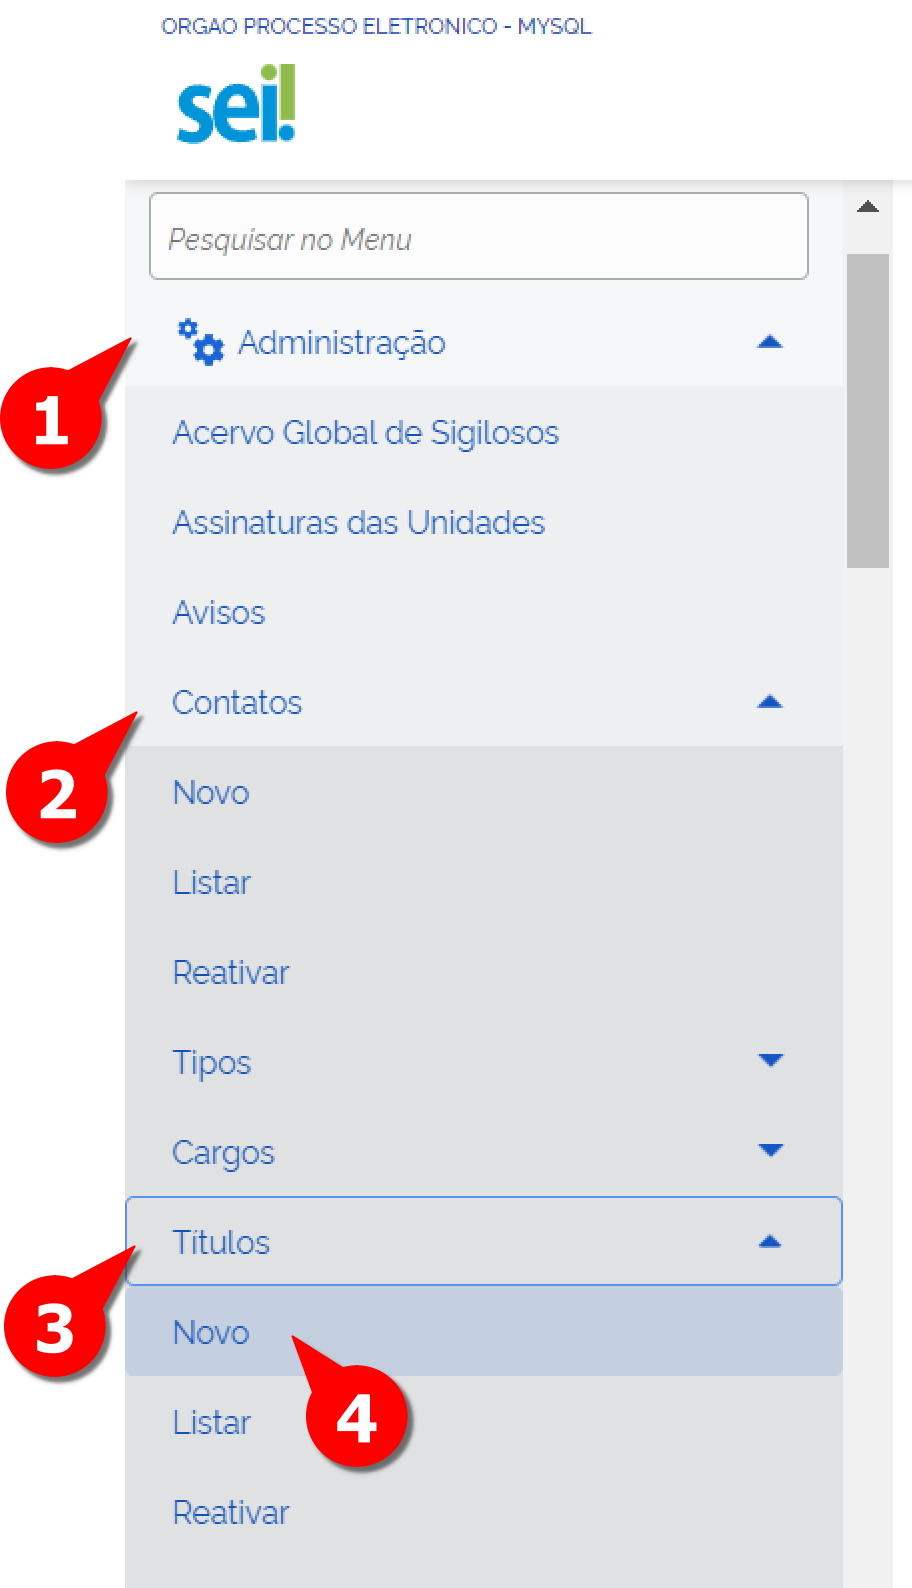 ORGAO PROCESSO ELETRONICO - MYSQL
sei!
Pesquisar no Menu
Administração
1
Acervo Global de Sigilosos
Assinaturas das Unidades
Avisos
Contatos
2
Novo
Listar
Reativar
Tipos
Cargos
Títulos
3
Novo
4
Listar
Reativar